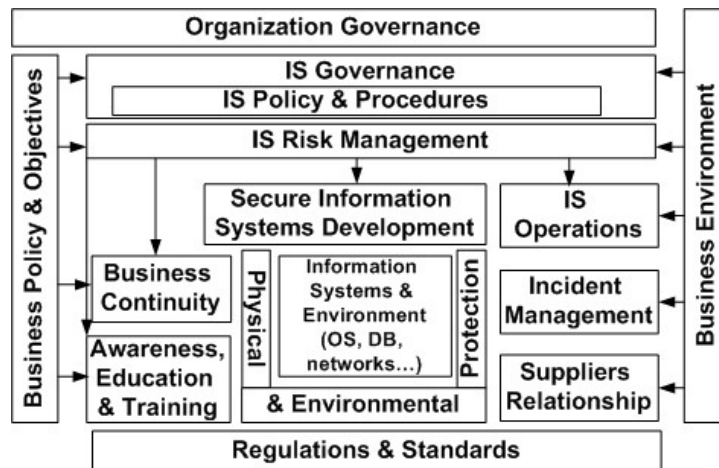 Organization Governance
Business Policy & Objectives
IS Governance
IS Policy & Procedures
IS Risk Management
Secure Information
Systems Development
IS
Operations
Business
Continuity
Physical
Information
Systems &
Environment
(OS, DB,
networks...)
Protection
Incident
Management
Awareness,
Education
& Training
& Environmental
Suppliers
Relationship
Business Environment
Regulations & Standards